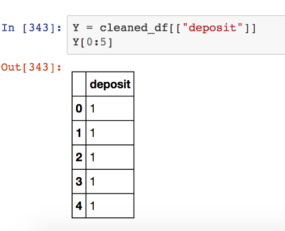 In [343]: Y = cleaned_df[["deposit"]]
Y[0:5]
Out[343]:
deposit
0 1
1 1
2 1
3 1
4 1